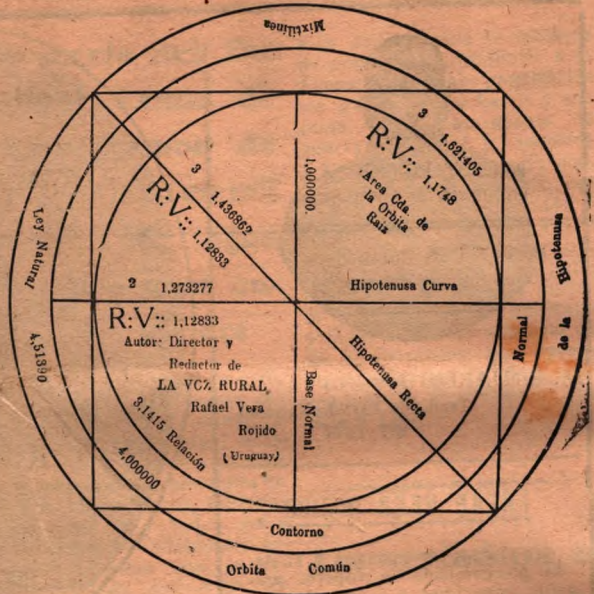 Mixtilínea
3 1,621405
R:V:: 1,1748
Area Cda. de
la Orbita
Raiz
3 1,436862
R:V:: 1,12833
1,000000.
Ley Natural 4,51390
Hipotenusa
de la
2 1,273277
Hipotenusa Curva
R:V:: 1,12833
Autor: Director y
Redactor de
LA VOZ RURAL
Rafael Vera
Rojido
(Uruguay)
Normal
Hipotenusa Recta
Base Normal
3,1415 Relación
4,000000
Contorno
Orbita Común